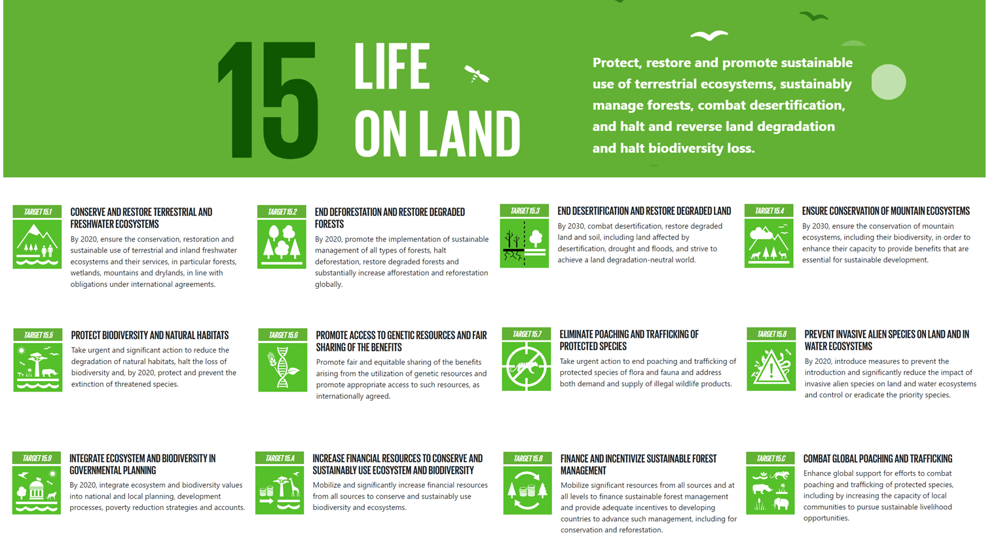 15
LIFE
ON LAND
Protect, restore and promote sustainable
use of terrestrial ecosystems, sustainably
manage forests, combat desertification,
and halt and reverse land degradation
and halt biodiversity loss.
TARGET 15.1
CONSERVE AND RESTORE TERRESTRIAL AND
FRESHWATER ECOSYSTEMS
By 2020, ensure the conservation, restoration and
sustainable use of terrestrial and inland freshwater
ecosystems and their services, in particular forests,
wetlands, mountains and drylands, in line with
obligations under international agreements.
TARGET 15.2
END DEFORESTATION AND RESTORE DEGRADED
FORESTS
By 2020, promote the implementation of sustainable
management of all types of forests, halt
deforestation, restore degraded forests and
substantially increase afforestation and reforestation
globally.
TARGET 15.3
END DESERTIFICATION AND RESTORE DEGRADED LAND
By 2030, combat desertification, restore degraded
land and soil, including land affected by
desertification, drought and floods, and strive to
achieve a land degradation-neutral world.
TARGET 15.4
ENSURE CONSERVATION OF MOUNTAIN ECOSYSTEMS
By 2030, ensure the conservation of mountain
ecosystems, including their biodiversity, in order to
enhance their capacity to provide benefits that are
essential for sustainable development.
TARGET 15.5
PROTECT BIODIVERSITY AND NATURAL HABITATS
Take urgent and significant action to reduce the
degradation of natural habitats, halt the loss of
biodiversity and, by 2020, protect and prevent the
extinction of threatened species.
TARGET 15.6
PROMOTE ACCESS TO GENETIC RESOURCES AND FAIR
SHARING OF THE BENEFITS
Promote fair and equitable sharing of the benefits
arising from the utilization of genetic resources and
promote appropriate access to such resources, as
internationally agreed.
TARGET 15.7
ELIMINATE POACHING AND TRAFFICKING OF
PROTECTED SPECIES
Take urgent action to end poaching and trafficking of
protected species of flora and fauna and address
both demand and supply of illegal wildlife products.
TARGET 15.8
PREVENT INVASIVE ALIEN SPECIES ON LAND AND IN
WATER ECOSYSTEMS
By 2020, introduce measures to prevent the
introduction and significantly reduce the impact of
invasive alien species on land and water ecosystems
and control or eradicate the priority species.
TARGET 15.9
INTEGRATE ECOSYSTEM AND BIODIVERSITY IN
GOVERNMENTAL PLANNING
By 2020, integrate ecosystem and biodiversity values
into national and local planning, development
processes, poverty reduction strategies and accounts.
TARGET 15.A
INCREASE FINANCIAL RESOURCES TO CONSERVE AND
SUSTAINABLY USE ECOSYSTEM AND BIODIVERSITY
Mobilize and significantly increase financial resources
from all sources to conserve and sustainably use
biodiversity and ecosystems.
TARGET 15.B
FINANCE AND INCENTIVIZE SUSTAINABLE FOREST
MANAGEMENT
Mobilize significant resources from all sources and at
all levels to finance sustainable forest management
and provide adequate incentives to developing
countries to advance such management, including for
conservation and reforestation.
TARGET 15.C
COMBAT GLOBAL POACHING AND TRAFFICKING
Enhance global support for efforts to combat
poaching and trafficking of protected species,
including by increasing the capacity of local
communities to pursue sustainable livelihood
opportunities.